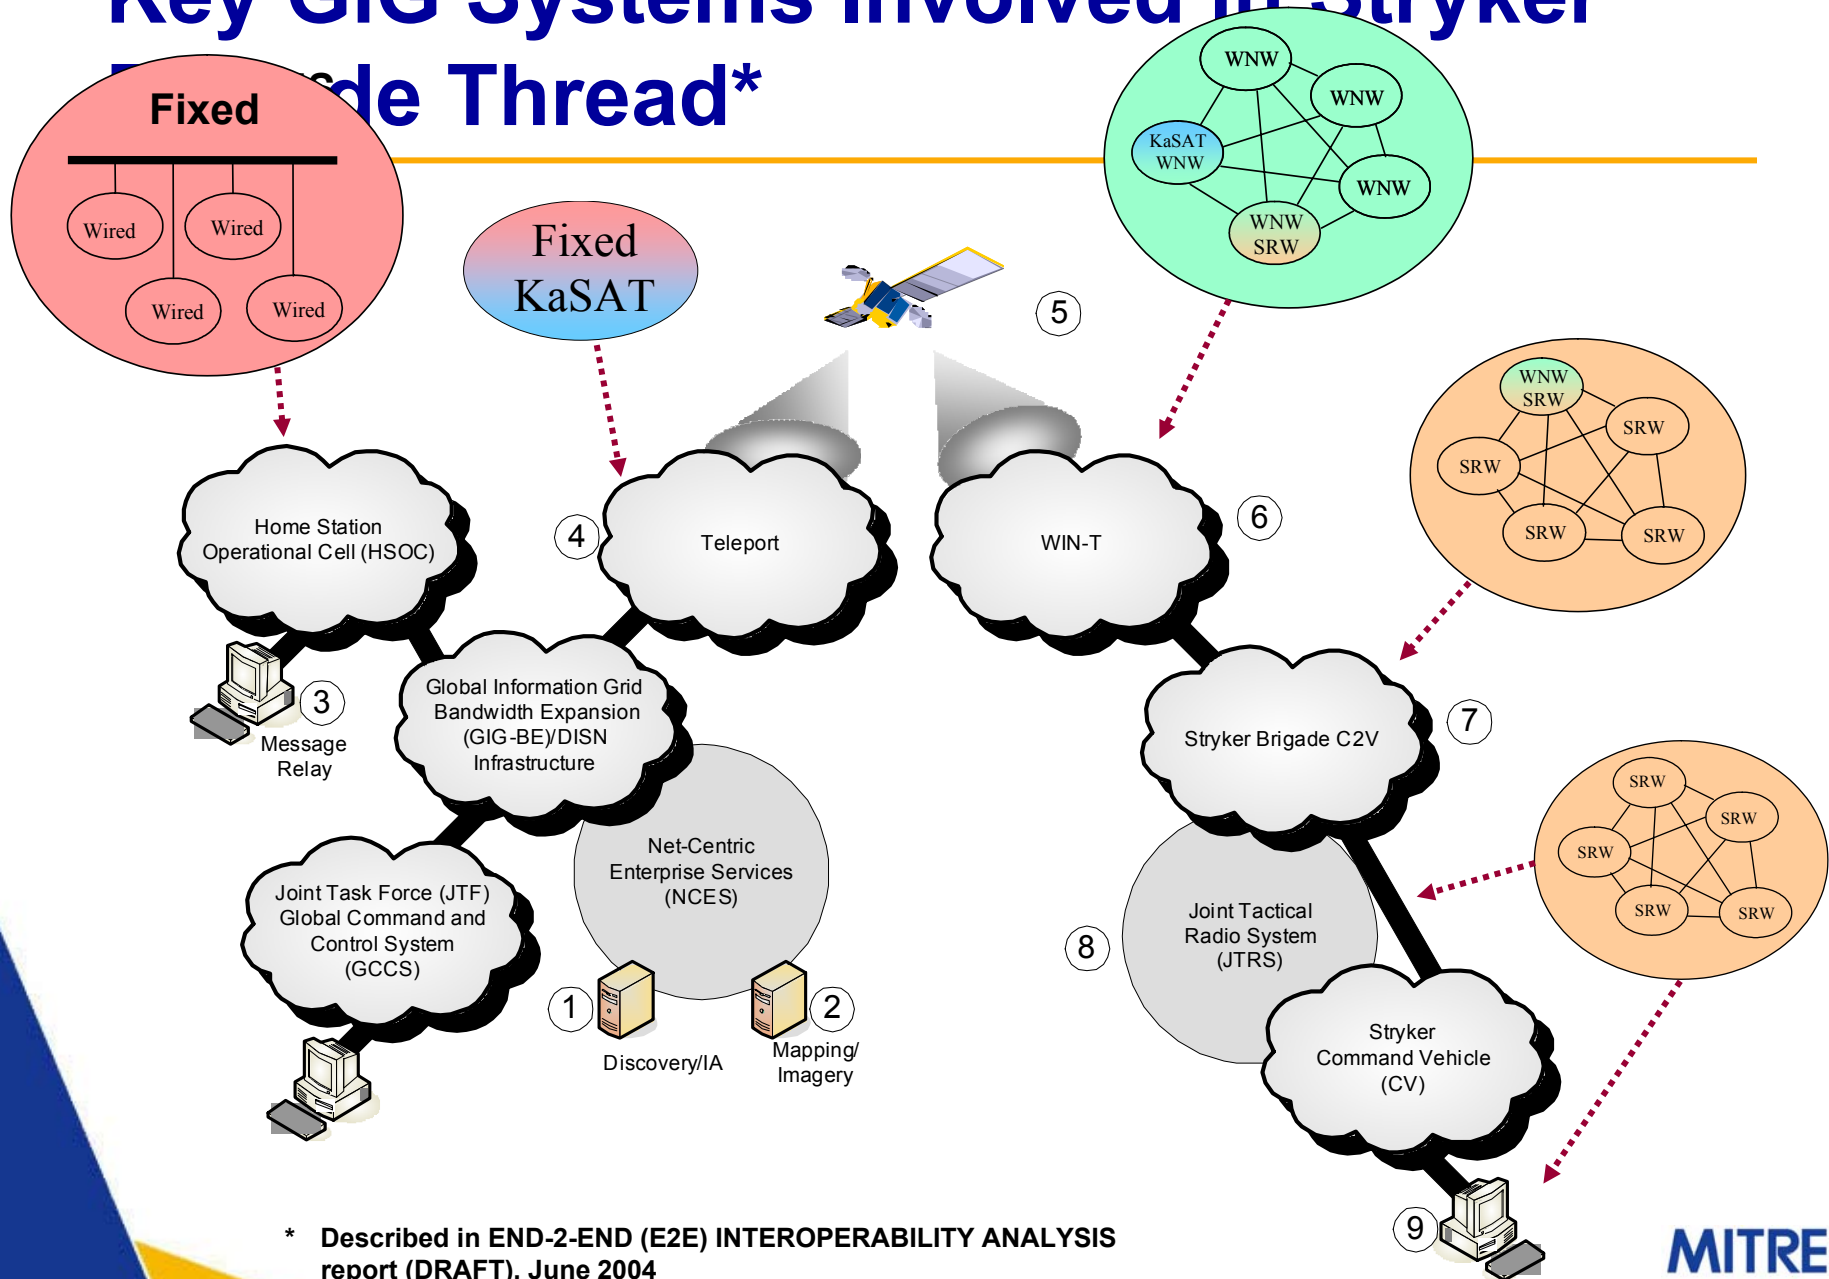 Key GIG Systems Involved in Stryker
de Thread*
Fixed
Wired
Wired
Wired
Wired
Fixed
KaSAT
WNW
WNW
KaSAT
WNW
WNW
WNW
SRW
5
WNW
SRW
SRW
SRW
SRW
SRW
Home Station
Operational Cell (HSOC)
4
Teleport
WIN-T
6
3
Message
Relay
Global Information Grid
Bandwidth Expansion
(GIG-BE)/DISN
Infrastructure
Stryker Brigade C2V
7
SRW
SRW
SRW
SRW
SRW
Net-Centric
Enterprise Services
(NCES)
Joint Task Force (JTF)
Global Command and
Control System
(GCCS)
8
Joint Tactical
Radio System
(JTRS)
1
Discovery/IA
2
Mapping/
Imagery
Stryker
Command Vehicle
(CV)
9
* Described in END-2-END (E2E) INTEROPERABILITY ANALYSIS
report (DRAFT), June 2004
MITRE